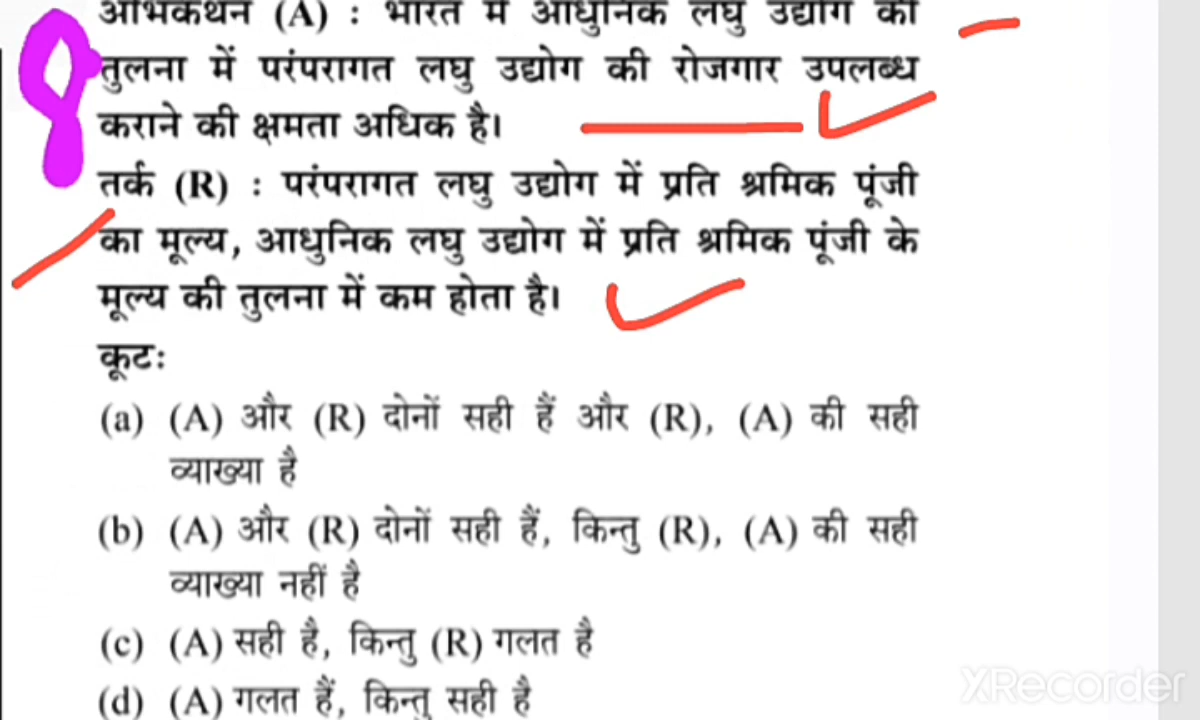 अभिकथन (A) : भारत में आधुनिक लघु उद्योग की
तुलना में परंपरागत लघु उद्योग की रोजगार उपलब्ध
कराने की क्षमता अधिक है।
तर्क (R) : परंपरागत लघु उद्योग में प्रति श्रमिक पूंजी
का मूल्य, आधुनिक लघु उद्योग में प्रति श्रमिक पूंजी के
मूल्य की तुलना में कम होता है।
कूटः
(a) (A) और (R) दोनों सही हैं और (R), (A) की सही
व्याख्या है
(b) (A) और (R) दोनों सही हैं, किन्तु (R), (A) की सही
व्याख्या नहीं है
(c) (A) सही है, किन्तु (R) गलत है
(d) (A) गलत हैं, किन्तु सही है
XRecorder